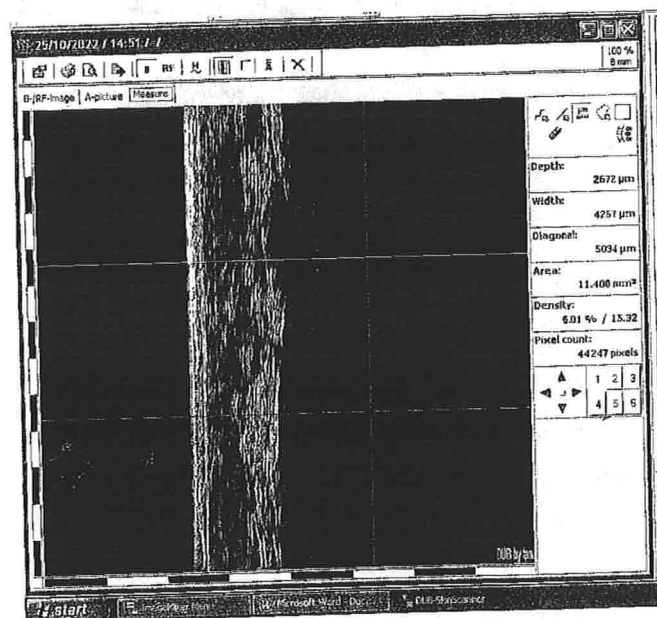 25/10/2022 / 14:51 / -/
RF
100 %
8 mm
B-/RF-Image
A-picture
Measure
Depth:
2672 µm
Width:
4257 µm
Diagonal:
5034 µm
Area:
11.400 mm²
Density:
6.01 % / 15.32
Pixel count:
44247 pixels
1 2 3
4 5 6
DUB by
start
Microsoft Word -
DUB-SkinScanner